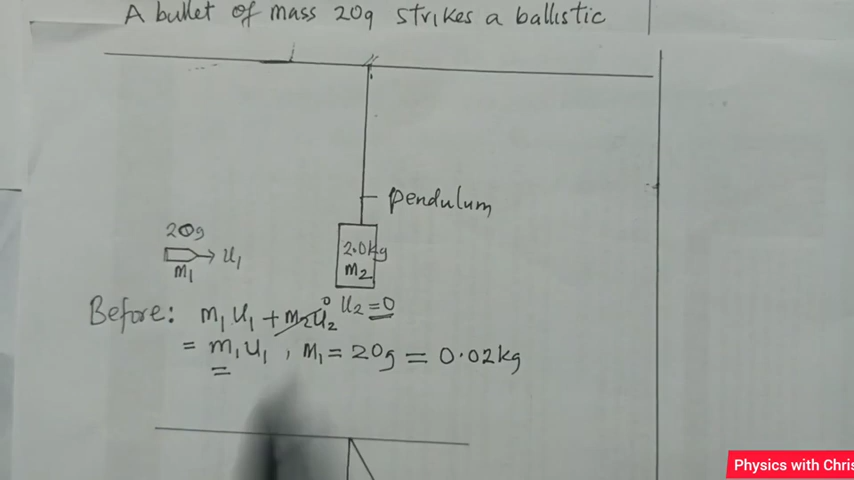 A bullet of mass 20g strikes a ballistic
pendulum
20g
U₁
m₁
2.0kg
m₂
U₂ = 0
Before: m₁U₁ + m₂U₂ 0
= m₁U₁, m₁ = 20g = 0.02kg
Physics with Chris